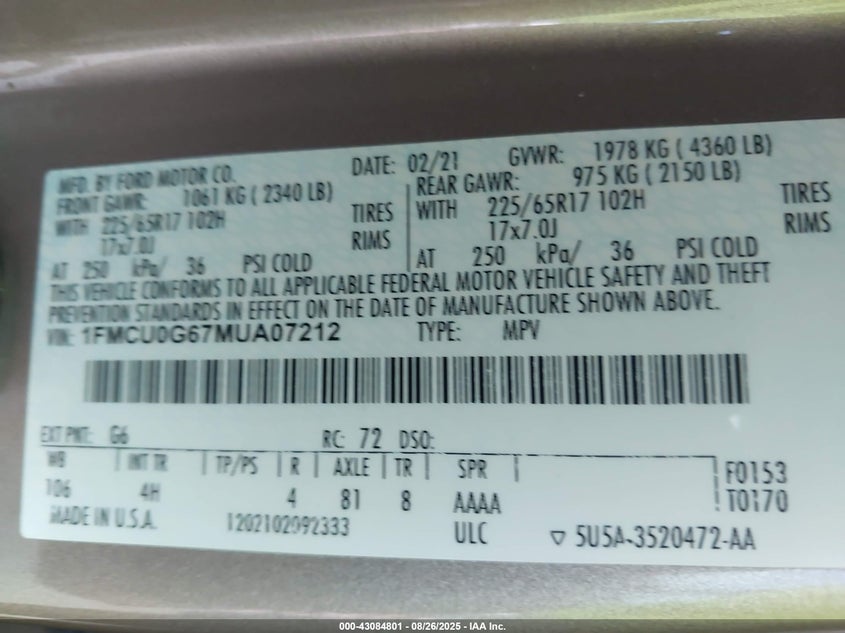 MFD. BY FORD MOTOR CO. DATE: 02/21 GVWR: 1978 KG ( 4360 LB)
FRONT GAWR: 1061 KG ( 2340 LB) REAR GAWR: 975 KG ( 2150 LB)
WITH 225/65R17 102H TIRES WITH 225/65R17 102H TIRES
17x7.0J RIMS 17x7.0J RIMS
AT 250 kPa/ 36 PSI COLD AT 250 kPa/ 36 PSI COLD
THIS VEHICLE CONFORMS TO ALL APPLICABLE FEDERAL MOTOR VEHICLE SAFETY AND THEFT
PREVENTION STANDARDS IN EFFECT ON THE DATE OF MANUFACTURE SHOWN ABOVE.
VIN: 1FMCU0G67MUA07212 TYPE: MPV
EXT PNT: G6 RC: 72 DSO:
WB INT TR TP/PS R AXLE TR SPR F0153
106 4H 4 81 8 AAAA T0170
MADE IN U.S.A. 1202102092333 ULC ▽ 5U5A-3520472-AA
000-43084801 - 08/26/2025 - IAA Inc.